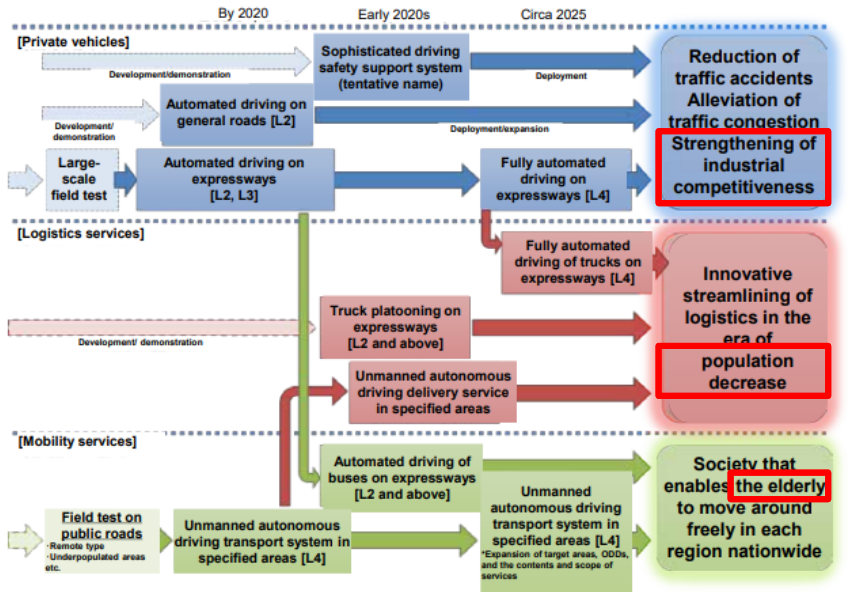 By 2020
Early 2020s
Circa 2025
[Private vehicles]
Development/demonstration
Sophisticated driving
safety support system
(tentative name)
Deployment
Development/
demonstration
Automated driving on
general roads [L2]
Deployment/expansion
Large-
scale
field test
Automated driving on
expressways
[L2, L3]
Fully automated
driving on
expressways [L4]
Reduction of
traffic accidents
Alleviation of
traffic congestion
Strengthening of
industrial
competitiveness
[Logistics services]
Fully automated
driving of trucks on
expressways [L4]
Development/ demonstration
Truck platooning on
expressways
[L2 and above]
Unmanned autonomous
driving delivery service
in specified areas
Innovative
streamlining of
logistics in the
era of
population
decrease
[Mobility services]
Automated driving of
buses on expressways
[L2 and above]
Field test on
public roads
・Remote type
・Underpopulated areas
etc.
Unmanned autonomous
driving transport system in
specified areas [L4]
Unmanned
autonomous driving
transport system in
specified areas [L4]
*Expansion of target areas, ODDs,
and the contents and scope of
services
Society that
enables the elderly
to move around
freely in each
region nationwide